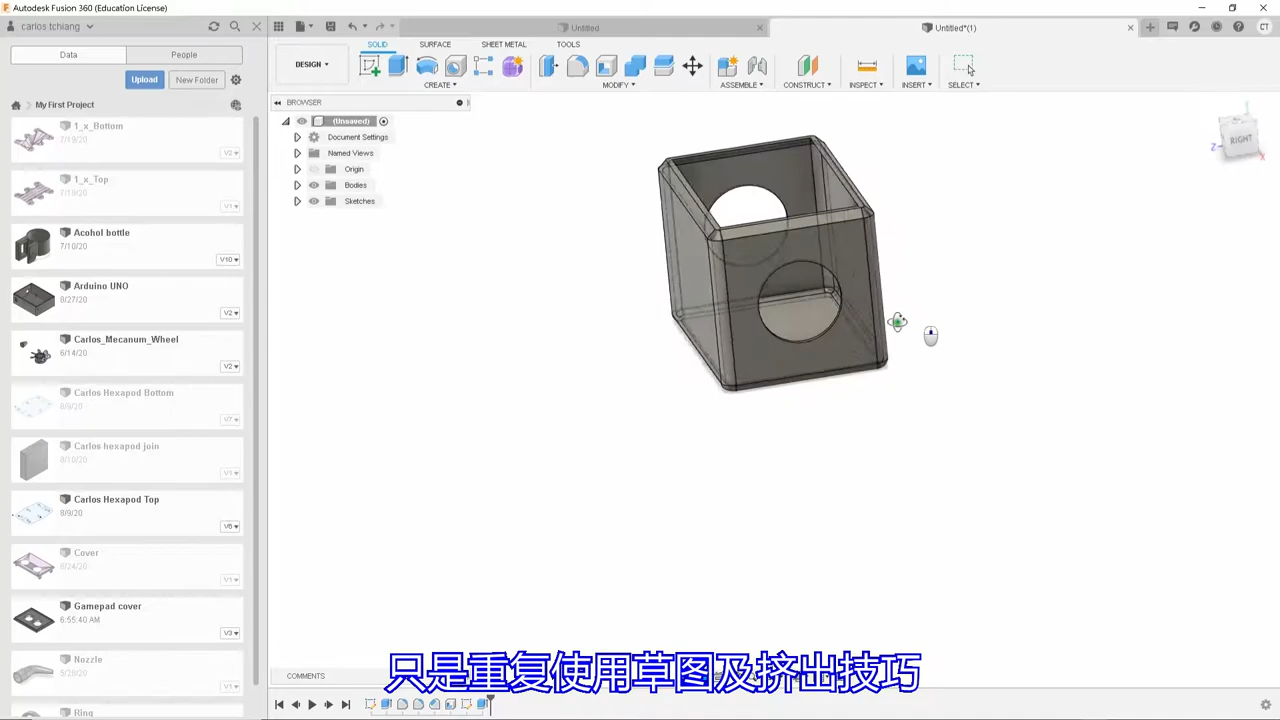 Autodesk Fusion 360 (Education License)
carlos tchiang
Untitled
Untitled*(1)
CT
Data
People
SOLID
SURFACE
SHEET METAL
TOOLS
DESIGN
Upload
New Folder
CREATE
MODIFY
ASSEMBLE
CONSTRUCT
INSPECT
INSERT
SELECT
My First Project
BROWSER
(Unsaved)
Document Settings
Named Views
Origin
Bodies
Sketches
RIGHT
Z
X
1_x_Bottom
7/19/20
V2
1_x_Top
7/19/20
V1
Acohol bottle
7/10/20
V10
Arduino UNO
8/27/20
V2
Carlos_Mecanum_Wheel
6/14/20
V2
Carlos Hexapod Bottom
8/9/20
V7
Carlos hexapod join
8/10/20
V1
Carlos Hexapod Top
8/9/20
V6
Cover
8/24/20
V1
Gamepad cover
6:55:40 AM
V3
Nozzle
5/28/20
V1
Ring
COMMENTS
只是重复使用草图及挤出技巧